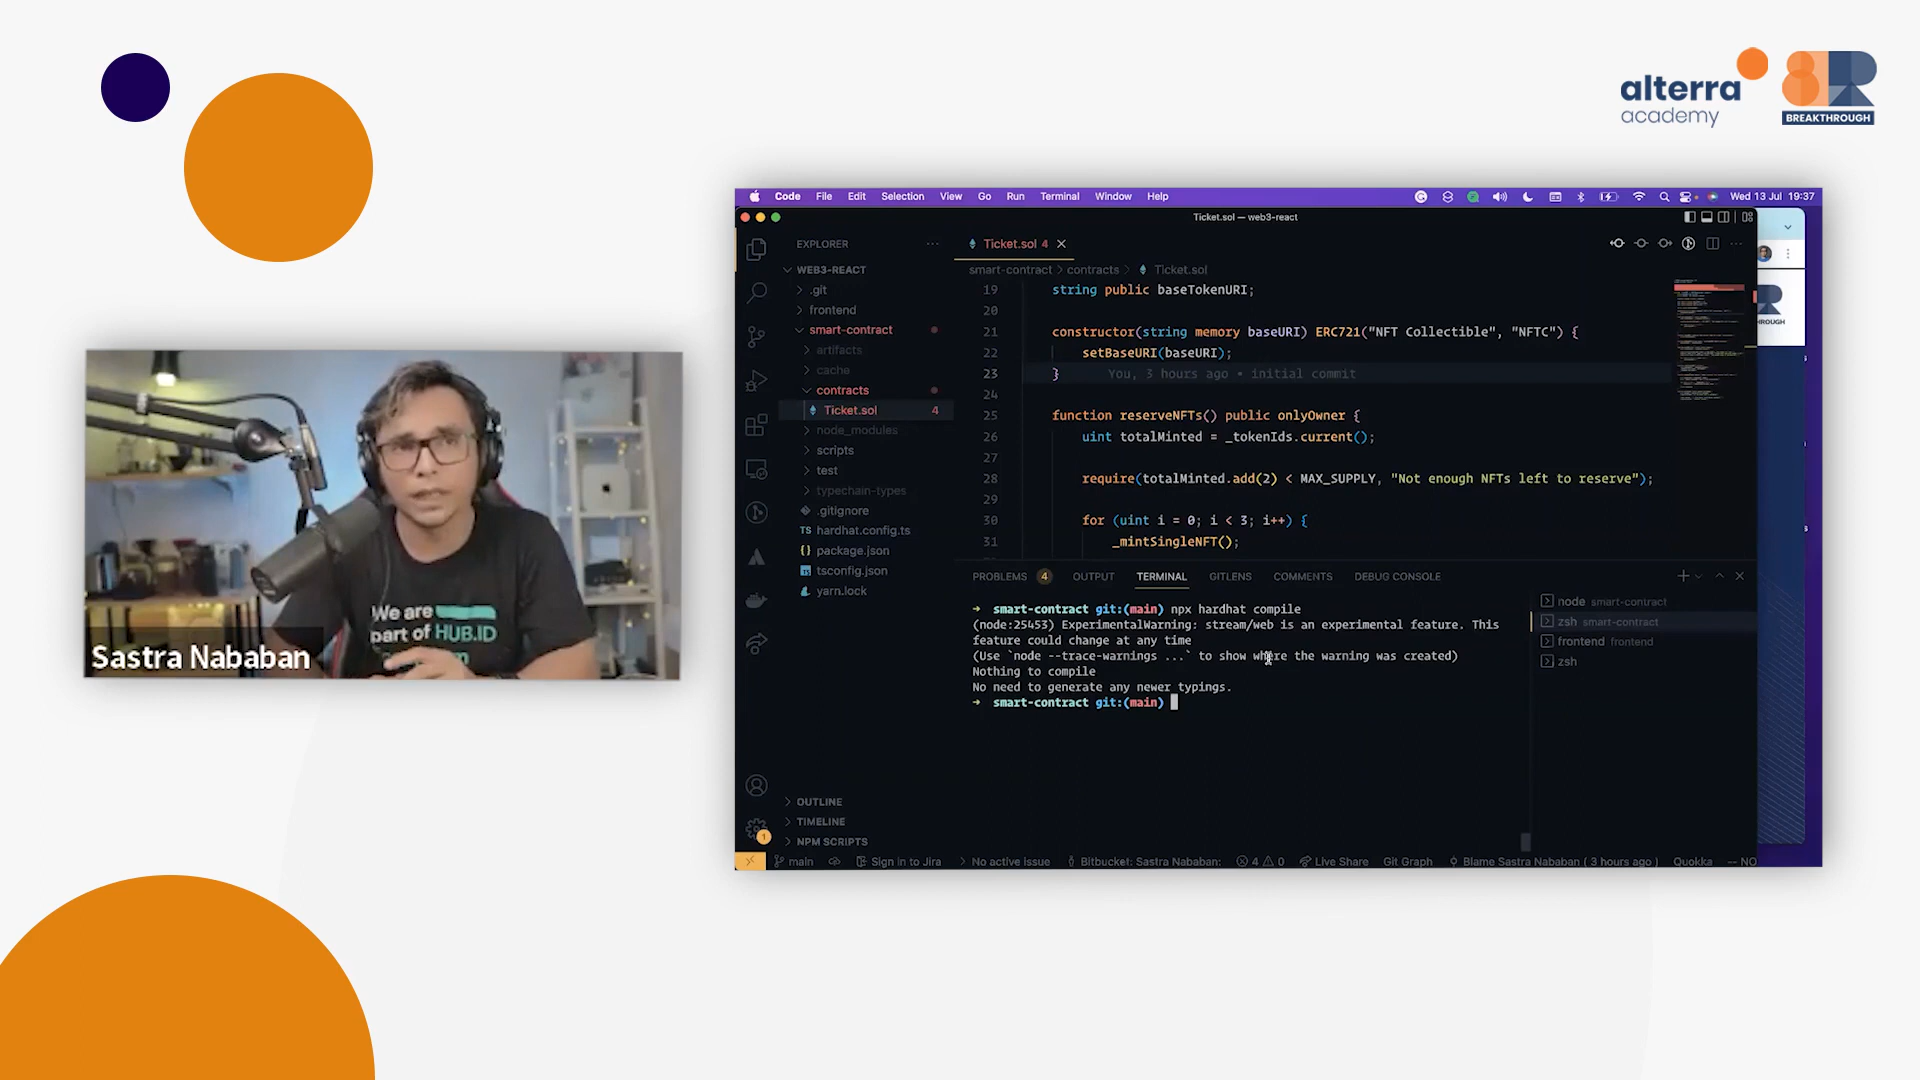 alterra
academy
BREAKTHROUGH
Code File Edit Selection View Go Run Terminal Window Help
Wed 13 Jul 19:37
Ticket.sol — web3-react
EXPLORER
WEB3-REACT
.git
frontend
smart-contract
artifacts
cache
contracts
Ticket.sol 4
node_modules
scripts
test
typechain-types
.gitignore
TS hardhat.config.ts
{} package.json
tsconfig.json
yarn.lock
OUTLINE
TIMELINE
NPM SCRIPTS
Ticket.sol 4
smart-contract > contracts > Ticket.sol
19 string public baseTokenURI;
20
21 constructor(string memory baseURI) ERC721("NFT Collectible", "NFTC") {
22 setBaseURI(baseURI);
23 } You, 3 hours ago • initial commit
24
25 function reserveNFTs() public onlyOwner {
26 uint totalMinted = _tokenIds.current();
27
28 require(totalMinted.add(2) < MAX_SUPPLY, "Not enough NFTs left to reserve");
29
30 for (uint i = 0; i < 3; i++) {
31 _mintSingleNFT();
PROBLEMS 4 OUTPUT TERMINAL GITLENS COMMENTS DEBUG CONSOLE
→ smart-contract git:(main) npx hardhat compile
(node:25453) ExperimentalWarning: stream/web is an experimental feature. This
feature could change at any time
(Use `node --trace-warnings ...` to show where the warning was created)
Nothing to compile
No need to generate any newer typings.
→ smart-contract git:(main)
node smart-contract
zsh smart-contract
frontend frontend
zsh
1
main Sign in to Jira No active issue Bitbucket: Sastra Nababan: 4 0 Live Share Git Graph Blame Sastra Nababan ( 3 hours ago ) Quokka -- NO
We are
part of HUB.ID
Sastra Nababan